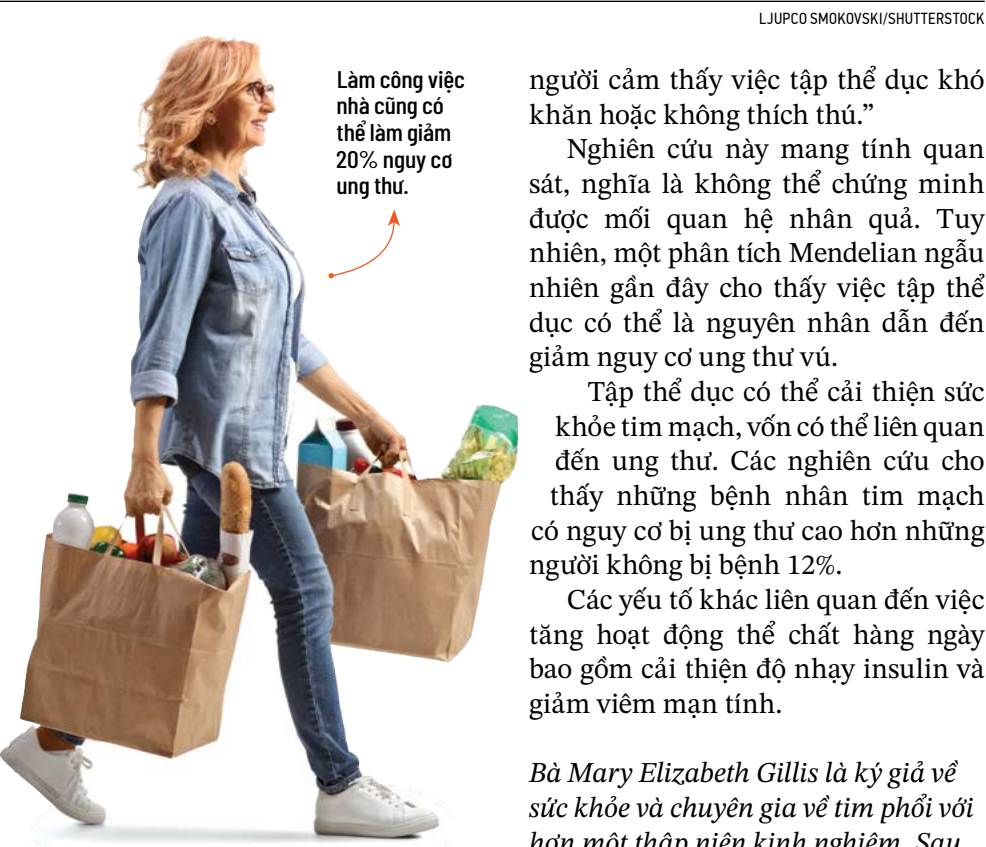 LJUPCO SMOKOVSKI/SHUTTERSTOCK
Làm công việc
nhà cũng có
thể làm giảm
20% nguy cơ
ung thư.
người cảm thấy việc tập thể dục khó
khăn hoặc không thích thú.”
Nghiên cứu này mang tính quan
sát, nghĩa là không thể chứng minh
được mối quan hệ nhân quả. Tuy
nhiên, một phân tích Mendelian ngẫu
nhiên gần đây cho thấy việc tập thể
dục có thể là nguyên nhân dẫn đến
giảm nguy cơ ung thư vú.
Tập thể dục có thể cải thiện sức
khỏe tim mạch, vốn có thể liên quan
đến ung thư. Các nghiên cứu cho
thấy những bệnh nhân tim mạch
có nguy cơ bị ung thư cao hơn những
người không bị bệnh 12%.
Các yếu tố khác liên quan đến việc
tăng hoạt động thể chất hàng ngày
bao gồm cải thiện độ nhạy insulin và
giảm viêm mạn tính.
Bà Mary Elizabeth Gillis là ký giả về
sức khỏe và chuyên gia về tim phổi với
hơn một thập niên kinh nghiệm. Sau